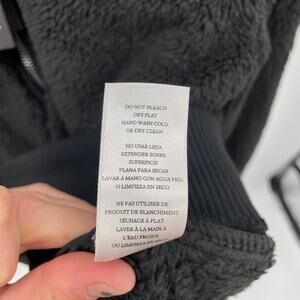 DO NOT BLEACH
DRY FLAT
HAND WASH COLD
OR DRY CLEAN
NO USAR LEJIA
EXTENDER SOBRE
SUPERFICIE
PLANA PARA SECAR
LAVAR A MANO CON AGUA FRÍA
O LIMPIEZA EN SECO
NE PAS UTILISER DE
PRODUIT DE BLANCHIMENT
SÉCHAGE À PLAT
LAVER À LA MAIN A
L'EAU FROIDE
OU LIMPIEZA EN SECO